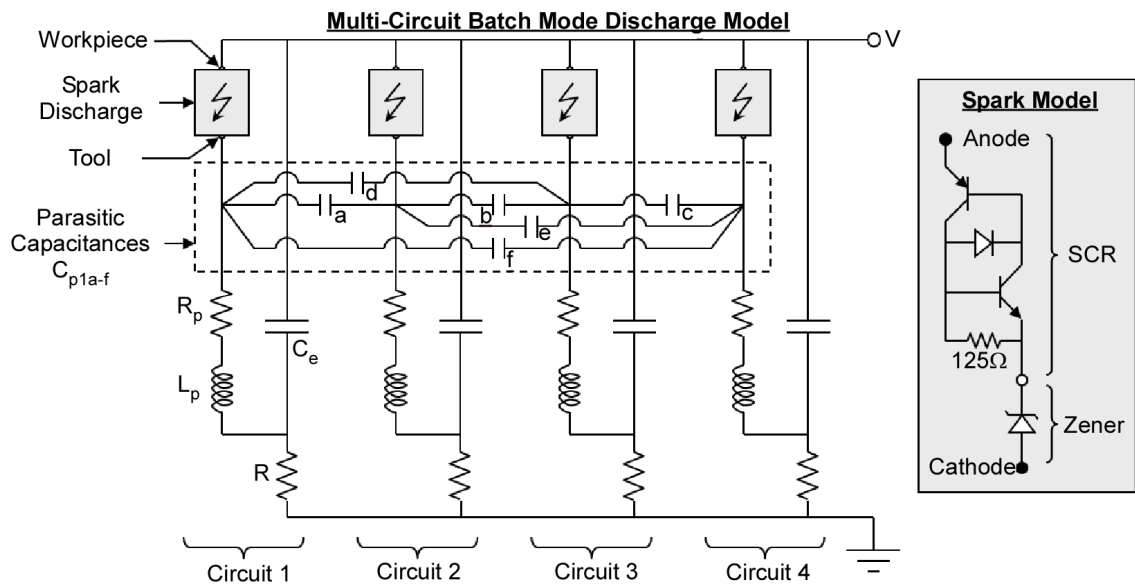 Multi-Circuit Batch Mode Discharge Model
V
Workpiece
Spark
Discharge
Tool
Parasitic
Capacitances
Cp1a-f
d
a
b
c
e
f
Rp
Ce
Lp
R
Circuit 1
Circuit 2
Circuit 3
Circuit 4
Spark Model
Anode
SCR
125Ω
Zener
Cathode